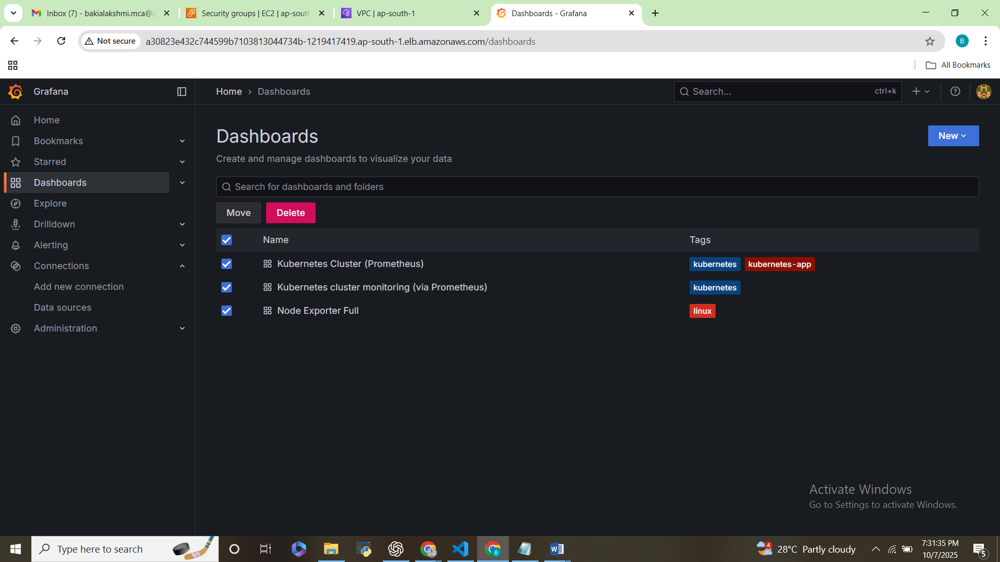 Inbox (7) - bakialakshmi.mca@g
Security groups | EC2 | ap-south
VPC | ap-south-1
Dashboards - Grafana
Not secure
a30823e432c744599b7103813044734b-1219417419.ap-south-1.elb.amazonaws.com/dashboards
B
All Bookmarks
Grafana
Home › Dashboards
Search...
ctrl+k
Home
Bookmarks
Starred
Dashboards
Explore
Drilldown
Alerting
Connections
Add new connection
Data sources
Administration
Dashboards
New
Create and manage dashboards to visualize your data
Search for dashboards and folders
Move
Delete
Name
Tags
Kubernetes Cluster (Prometheus)
kubernetes kubernetes-app
Kubernetes cluster monitoring (via Prometheus)
kubernetes
Node Exporter Full
linux
Activate Windows
Go to Settings to activate Windows.
Type here to search
B
4
28°C Partly cloudy
7:31:35 PM
10/7/2025
5